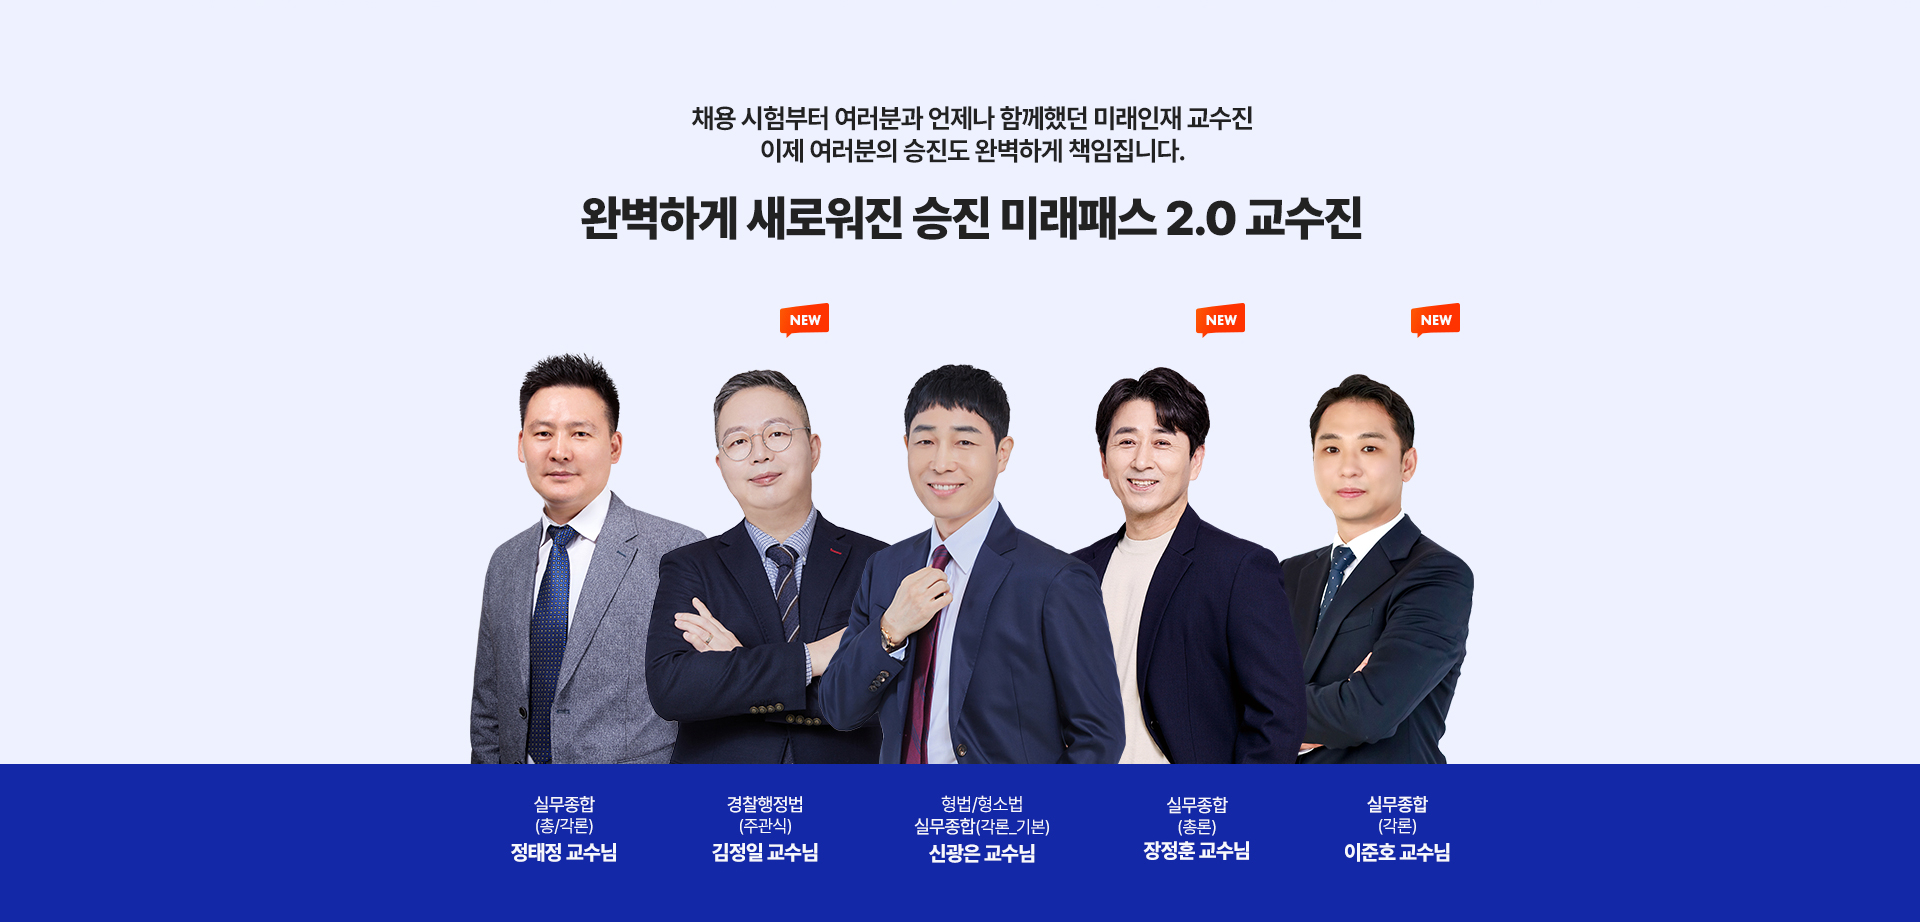 채용 시험부터 여러분과 언제나 함께했던 미래인재 교수진
이제 여러분의 승진도 완벽하게 책임집니다.
완벽하게 새로워진 승진 미래패스 2.0 교수진
NEW
NEW
NEW
실무종합
(총/각론)
정태정 교수님
경찰행정법
(주관식)
김정일 교수님
형법/형소법
실무종합(각론_기본)
신광은 교수님
실무종합
(총론)
장정훈 교수님
실무종합
(각론)
이준호 교수님